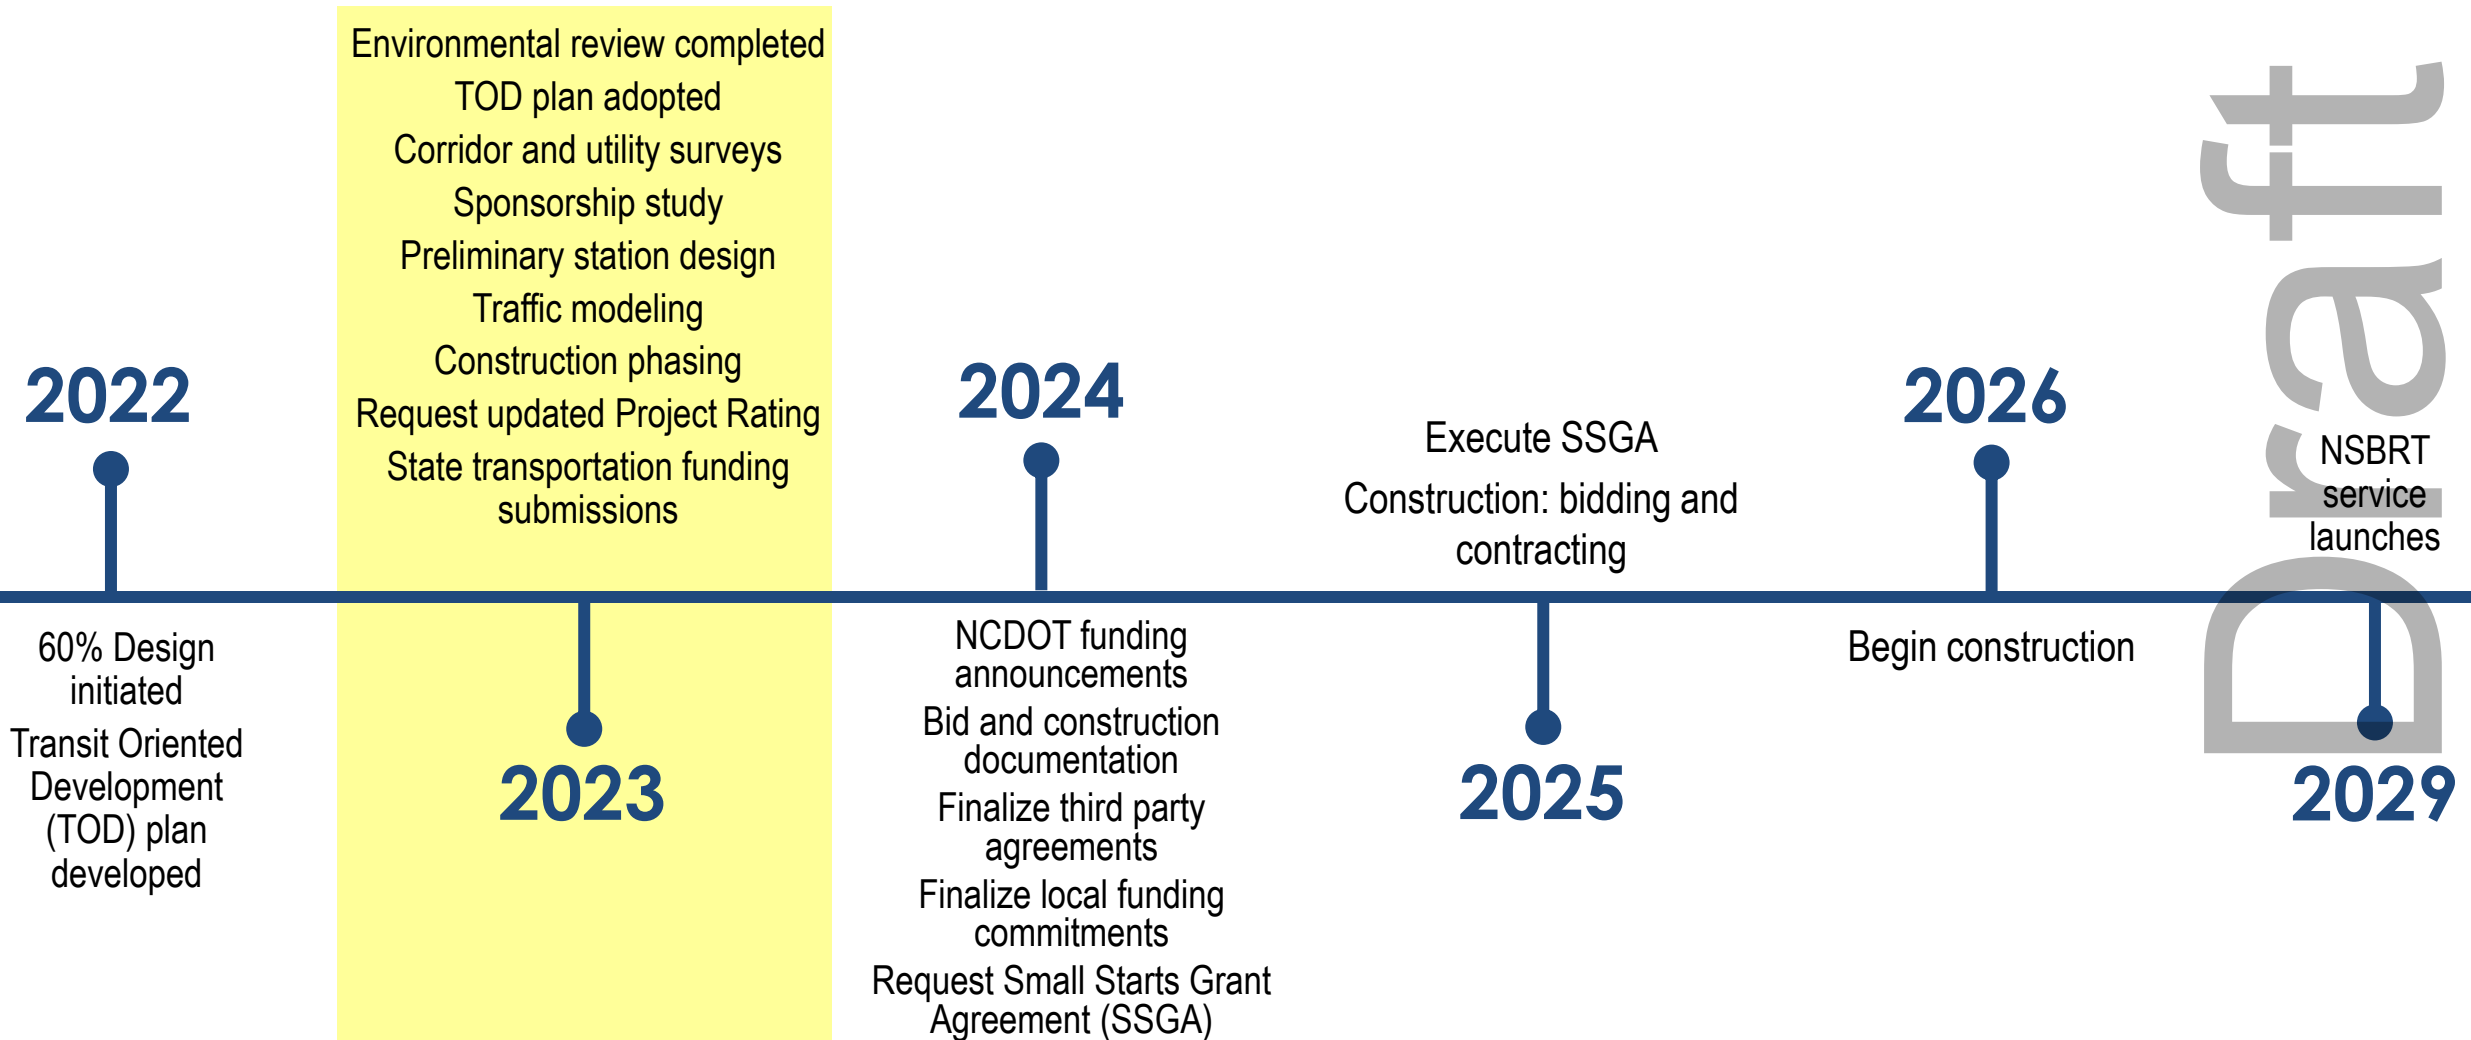 2022
60% Design
initiated
Transit Oriented
Development
(TOD) plan
developed
Environmental review completed
TOD plan adopted
Corridor and utility surveys
Sponsorship study
Preliminary station design
Traffic modeling
Construction phasing
Request updated Project Rating
State transportation funding
submissions
2023
2024
NCDOT funding
announcements
Bid and construction
documentation
Finalize third party
agreements
Finalize local funding
commitments
Request Small Starts Grant
Agreement (SSGA)
Execute SSGA
Construction: bidding and
contracting
2025
2026
Begin construction
NSBRT
service
launches
2029
Draft